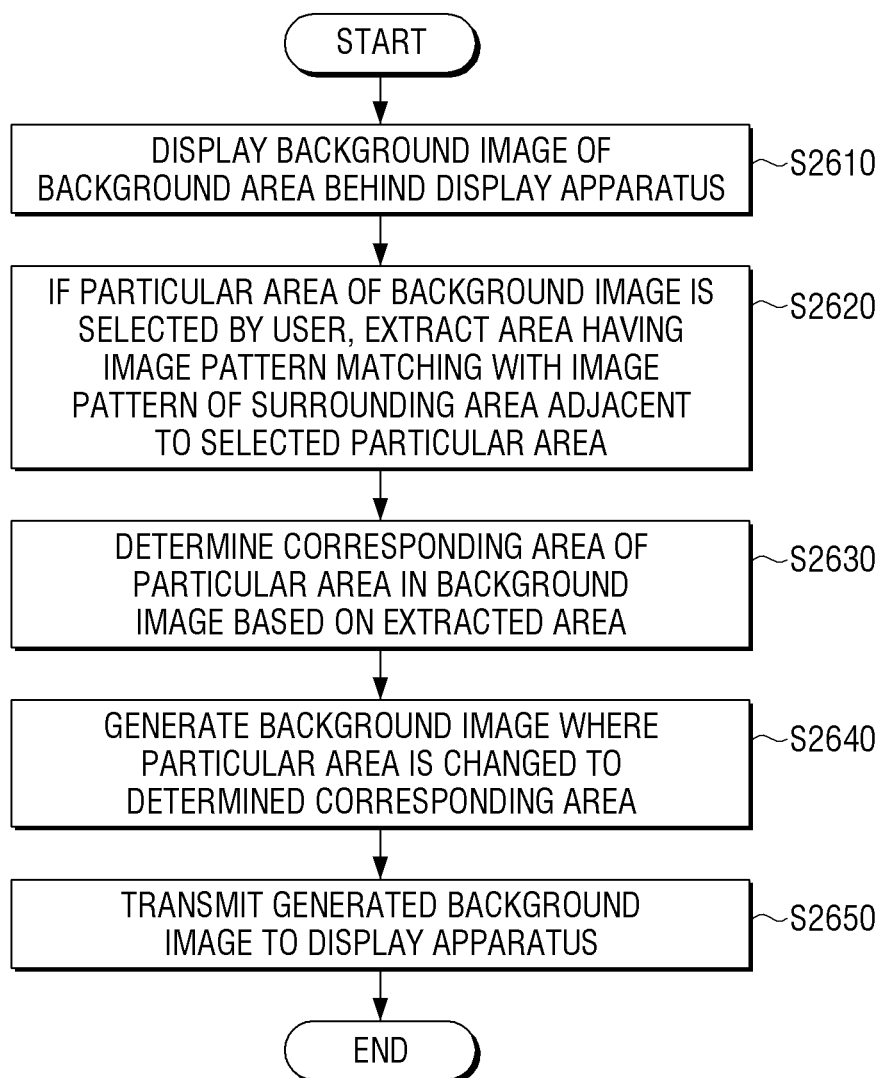 START
DISPLAY BACKGROUND IMAGE OF
BACKGROUND AREA BEHIND DISPLAY APPARATUS
S2610
IF PARTICULAR AREA OF BACKGROUND IMAGE IS
SELECTED BY USER, EXTRACT AREA HAVING
IMAGE PATTERN MATCHING WITH IMAGE
PATTERN OF SURROUNDING AREA ADJACENT
TO SELECTED PARTICULAR AREA
S2620
DETERMINE CORRESPONDING AREA OF
PARTICULAR AREA IN BACKGROUND
IMAGE BASED ON EXTRACTED AREA
S2630
GENERATE BACKGROUND IMAGE WHERE
PARTICULAR AREA IS CHANGED TO
DETERMINED CORRESPONDING AREA
S2640
TRANSMIT GENERATED BACKGROUND
IMAGE TO DISPLAY APPARATUS
S2650
END